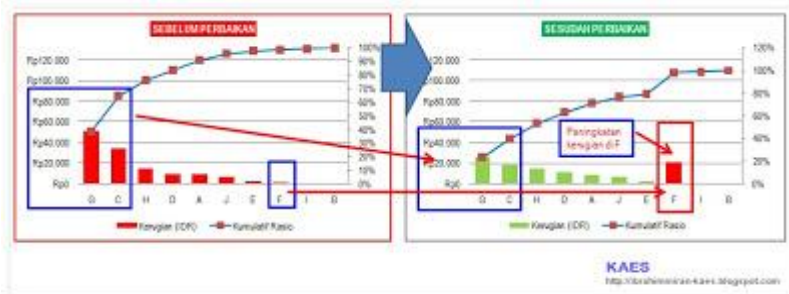 SEBELUM PERBAIKAN
Rp120.000
Rp100.000
Rp80.000
Rp60.000
Rp40.000
Rp20.000
Rp0
100%
90%
80%
70%
60%
50%
40%
30%
20%
10%
0%
G C H D A J E F I B
Kerugian (IDR) Kumulatif Rasio
SESUDAH PERBAIKAN
Rp120.000
Rp100.000
Rp80.000
Rp60.000
Rp40.000
Rp20.000
Rp0
120%
100%
80%
60%
40%
20%
0%
Peningkatan
kerugian di F
G C H D A J E F I B
Kerugian (IDR) Kumulatif Rasio
KAES